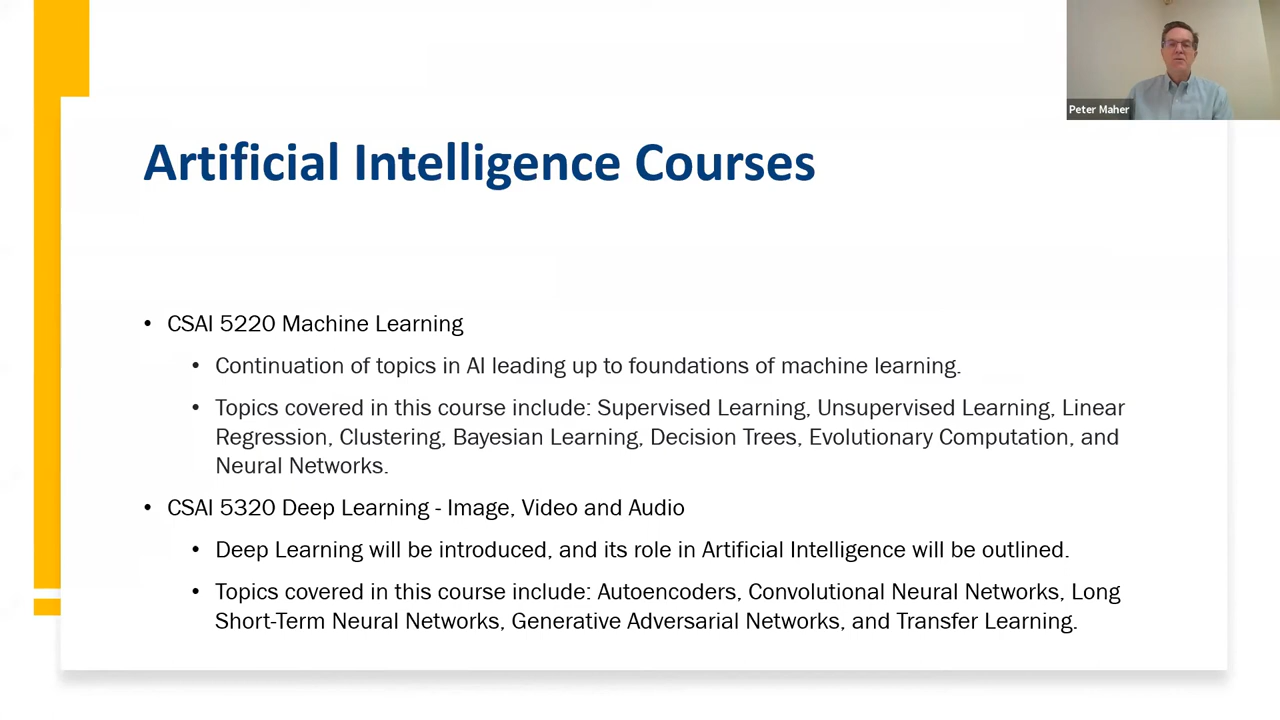 Peter Maher
Artificial Intelligence Courses
• CSAI 5220 Machine Learning
• Continuation of topics in AI leading up to foundations of machine learning.
• Topics covered in this course include: Supervised Learning, Unsupervised Learning, Linear
Regression, Clustering, Bayesian Learning, Decision Trees, Evolutionary Computation, and
Neural Networks.
• CSAI 5320 Deep Learning - Image, Video and Audio
• Deep Learning will be introduced, and its role in Artificial Intelligence will be outlined.
• Topics covered in this course include: Autoencoders, Convolutional Neural Networks, Long
Short-Term Neural Networks, Generative Adversarial Networks, and Transfer Learning.